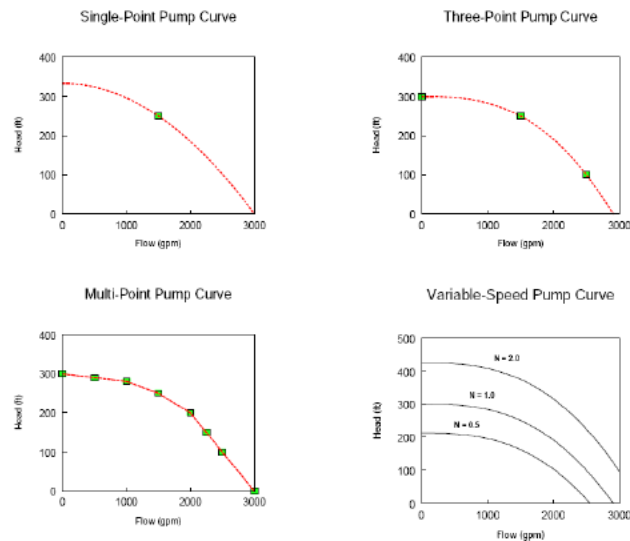 Single-Point Pump Curve
400
300
200
100
0
Head (ft)
0 1000 2000 3000
Flow (gpm)
Three-Point Pump Curve
400
300
200
100
0
Head (ft)
0 1000 2000 3000
Flow (gpm)
Multi-Point Pump Curve
400
300
200
100
0
Head (ft)
0 1000 2000 3000
Flow (gpm)
Variable-Speed Pump Curve
500
400
300
200
100
0
Head (ft)
N = 2.0
N = 1.0
N = 0.5
0 1000 2000 3000
Flow (gpm)